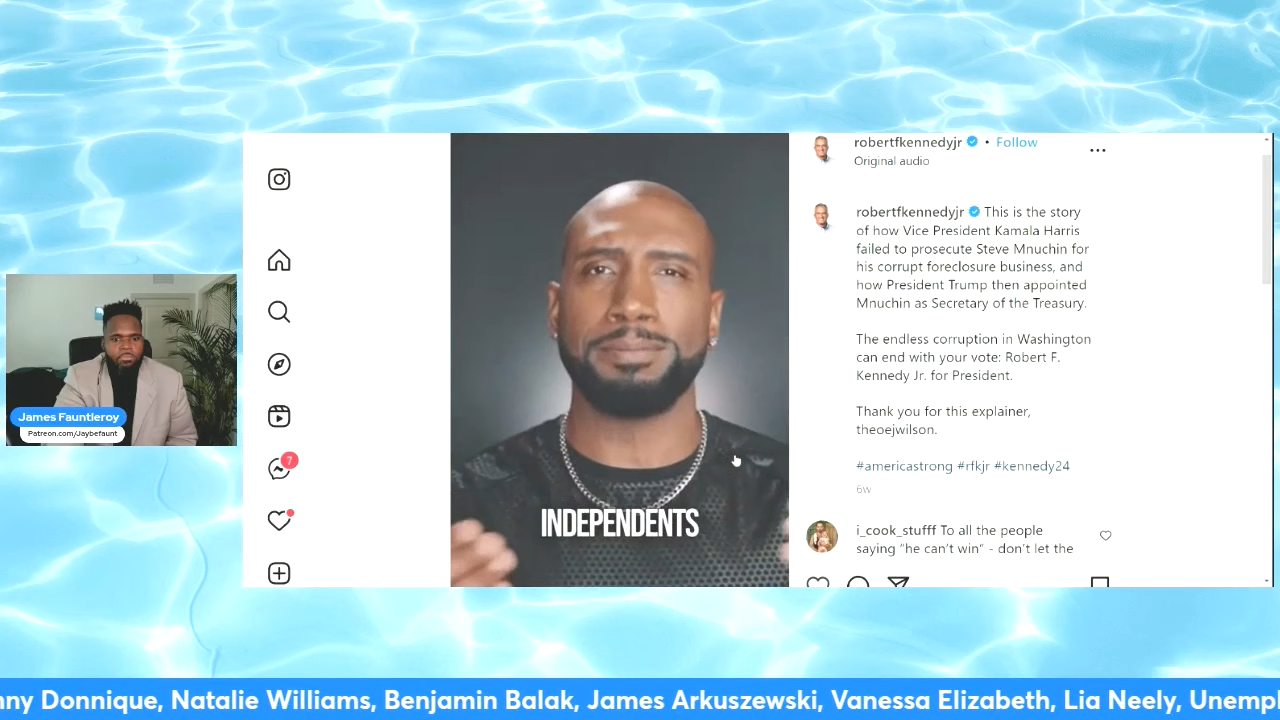 robertfkennedyjr • Follow
Original audio
robertfkennedyjr This is the story
of how Vice President Kamala Harris
failed to prosecute Steve Mnuchin for
his corrupt foreclosure business, and
how President Trump then appointed
Mnuchin as Secretary of the Treasury.
The endless corruption in Washington
can end with your vote: Robert F.
Kennedy Jr. for President.
Thank you for this explainer,
theoejwilson.
#americastrong #rfkjr #kennedy24
6w
i_cook_stufff To all the people
saying “he can't win” - don't let the
7
INDEPENDENTS
James Fauntleroy
Patreon.com/Jaybefaunt
nny Donnique, Natalie Williams, Benjamin Balak, James Arkuszewski, Vanessa Elizabeth, Lia Neely, Unemp